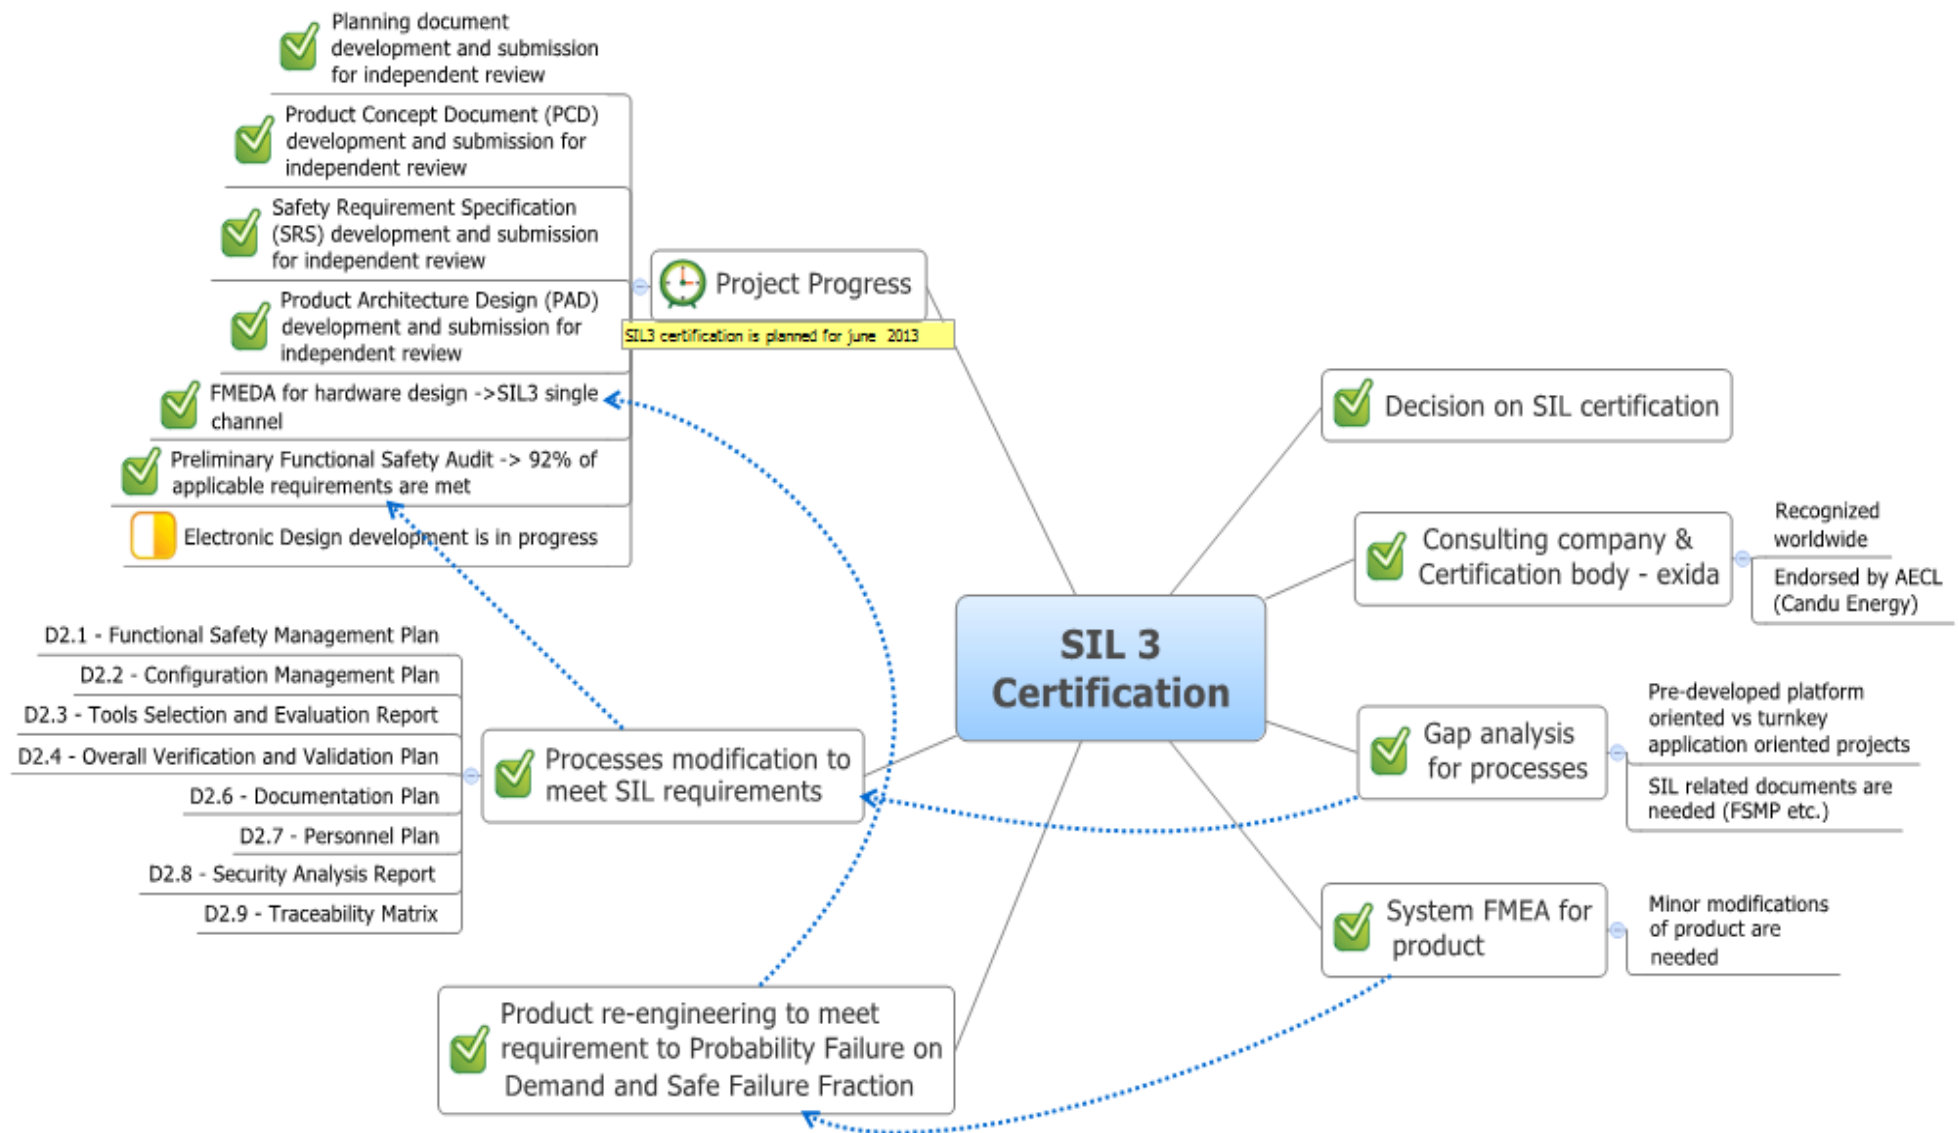 Planning document
development and submission
for independent review
Product Concept Document (PCD)
development and submission for
independent review
Safety Requirement Specification
(SRS) development and submission
for independent review
Product Architecture Design (PAD)
development and submission for
independent review
FMEDA for hardware design ->SIL3 single
channel
Preliminary Functional Safety Audit -> 92% of
applicable requirements are met
Electronic Design development is in progress
Project Progress
SIL3 certification is planned for june 2013
D2.1 - Functional Safety Management Plan
D2.2 - Configuration Management Plan
D2.3 - Tools Selection and Evaluation Report
D2.4 - Overall Verification and Validation Plan
D2.6 - Documentation Plan
D2.7 - Personnel Plan
D2.8 - Security Analysis Report
D2.9 - Traceability Matrix
Processes modification to
meet SIL requirements
Product re-engineering to meet
requirement to Probability Failure on
Demand and Safe Failure Fraction
SIL 3
Certification
Decision on SIL certification
Consulting company &
Certification body - exida
Recognized
worldwide
Endorsed by AECL
(Candu Energy)
Gap analysis
for processes
Pre-developed platform
oriented vs turnkey
application oriented projects
SIL related documents are
needed (FSMP etc.)
System FMEA for
product
Minor modifications
of product are
needed